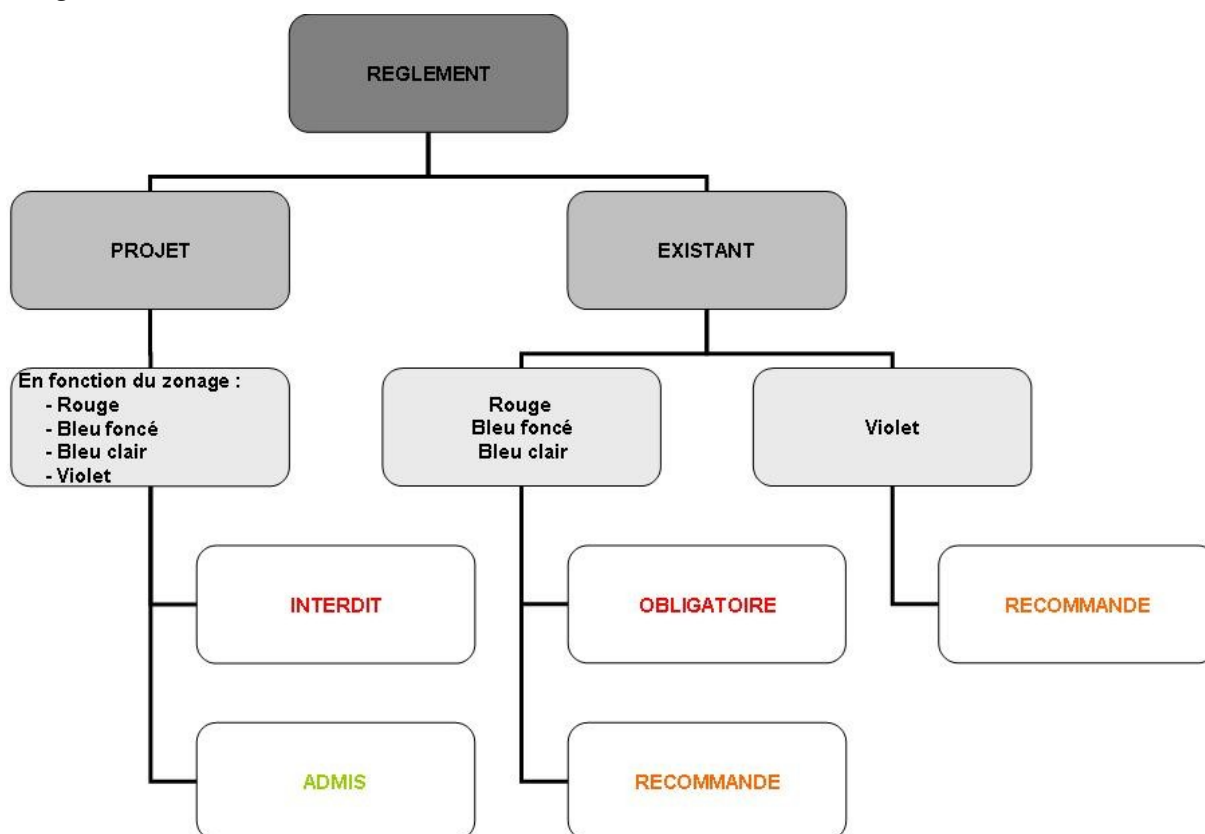 REGLEMENT
PROJET
EXISTANT
En fonction du zonage :
- Rouge
- Bleu foncé
- Bleu clair
- Violet
Rouge
Bleu foncé
Bleu clair
Violet
INTERDIT
OBLIGATOIRE
RECOMMANDE
ADMIS
RECOMMANDE